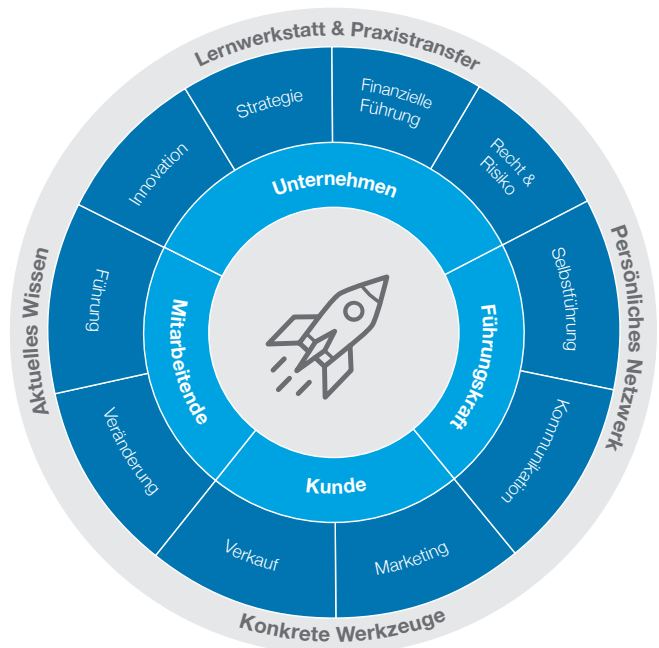 Lernwerkstatt & Praxistransfer
Strategie
Finanzielle
Führung
Innovation
Recht &
Risiko
Unternehmen
Aktuelles Wissen
Führung
Mitarbeitende
Führungskraft
Selbstführung
Persönliches Netzwerk
Veränderung
Kommunikation
Kunde
Verkauf
Marketing
Konkrete Werkzeuge